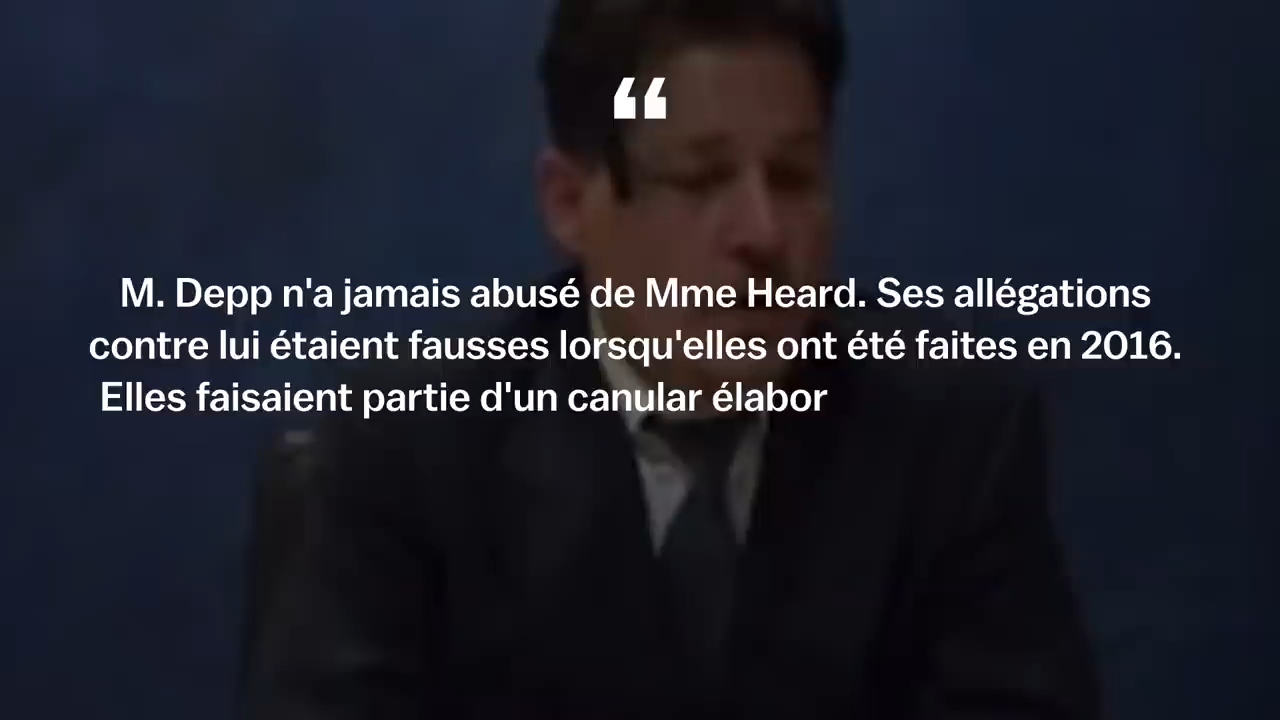 “
M. Depp n'a jamais abusé de Mme Heard. Ses allégations
contre lui étaient fausses lorsqu'elles ont été faites en 2016.
Elles faisaient partie d'un canular élabor